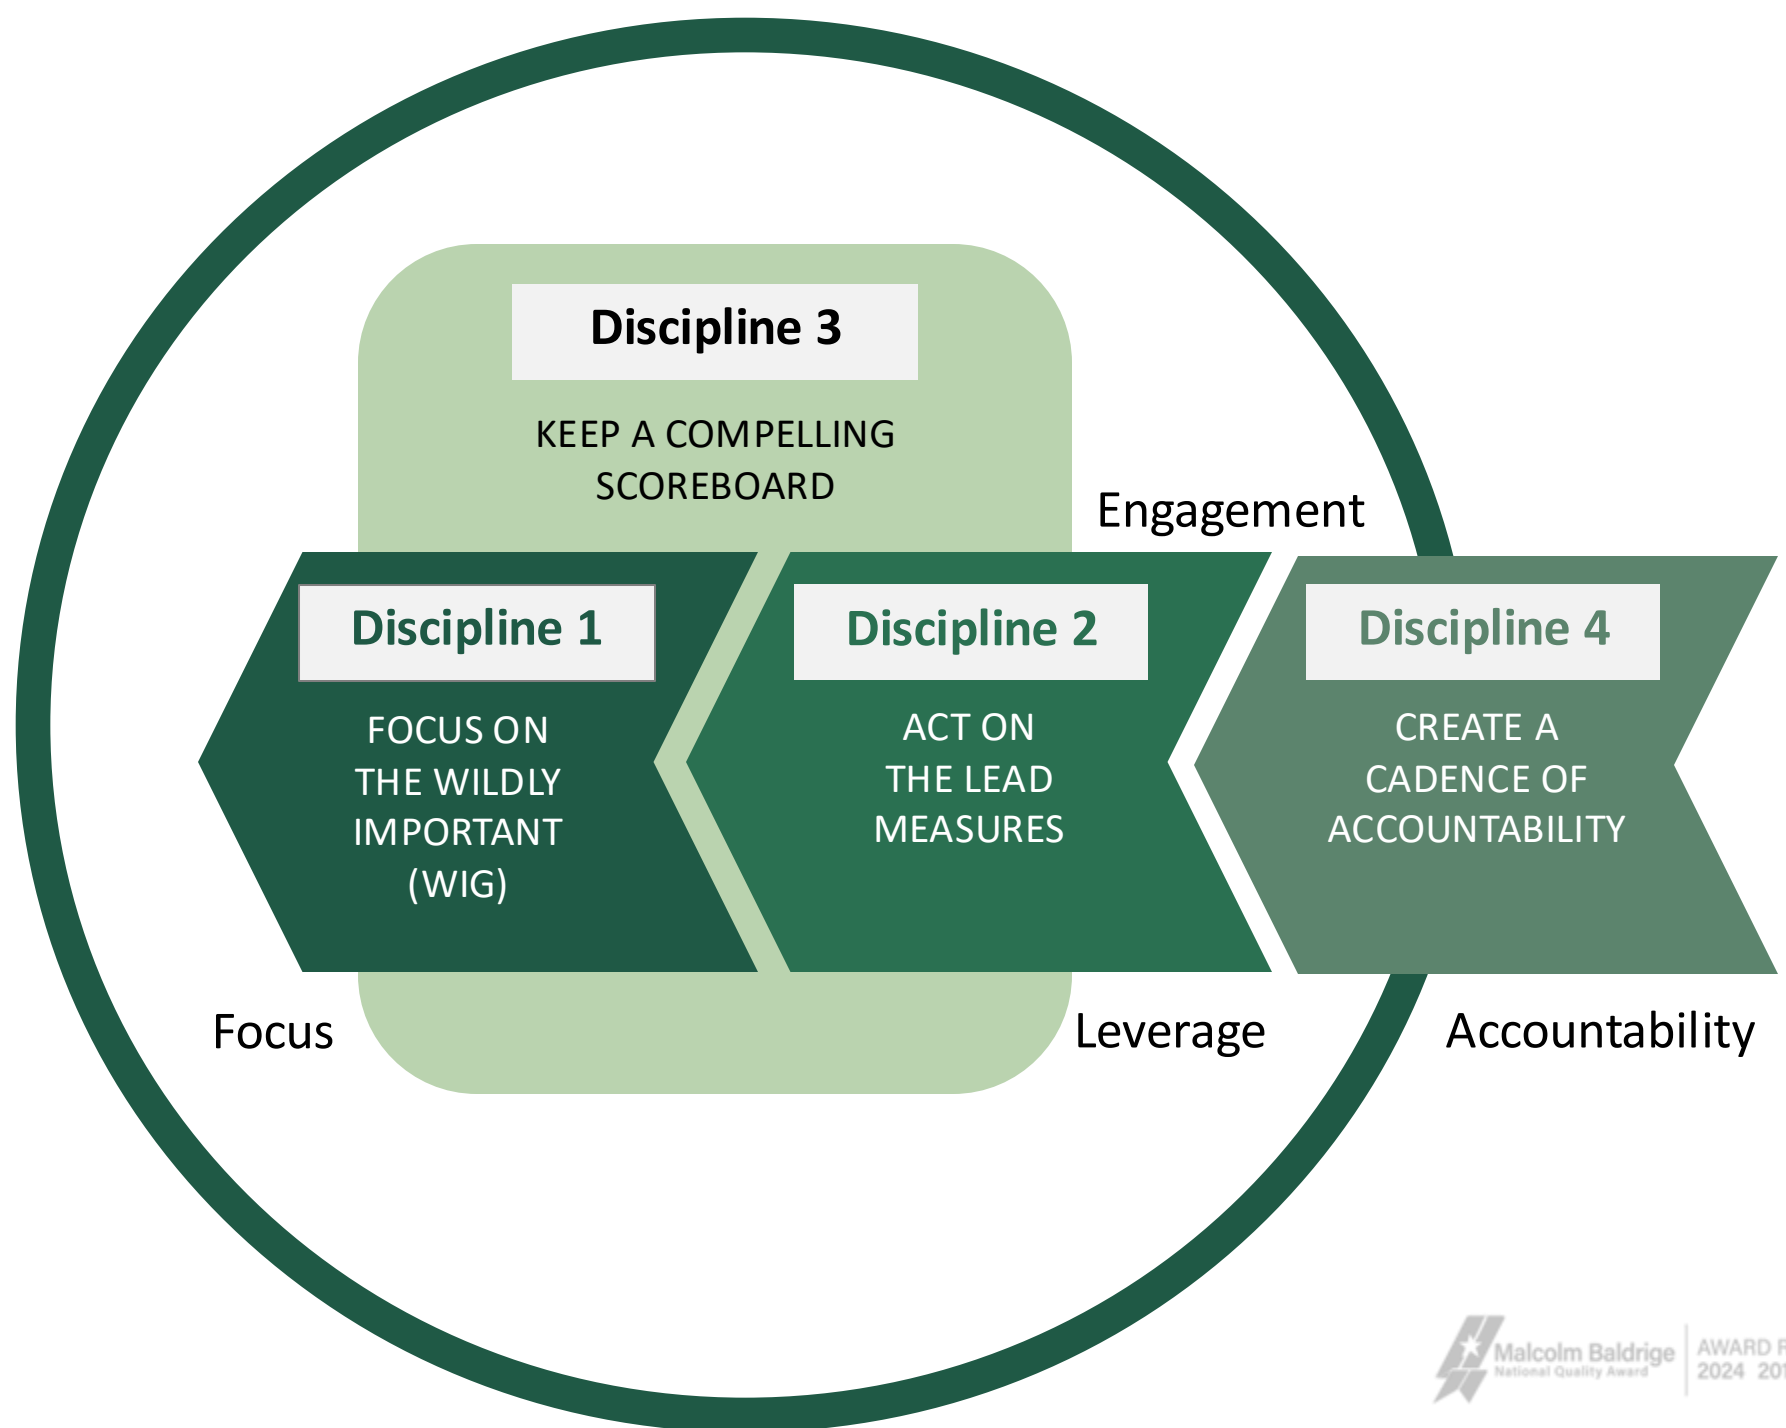 Discipline 3
KEEP A COMPELLING
SCOREBOARD
Engagement
Discipline 1
FOCUS ON
THE WILDLY
IMPORTANT
(WIG)
Discipline 2
ACT ON
THE LEAD
MEASURES
Discipline 4
CREATE A
CADENCE OF
ACCOUNTABILITY
Focus
Leverage
Accountability
Malcolm Baldrige
National Quality Award
AWARD
2024